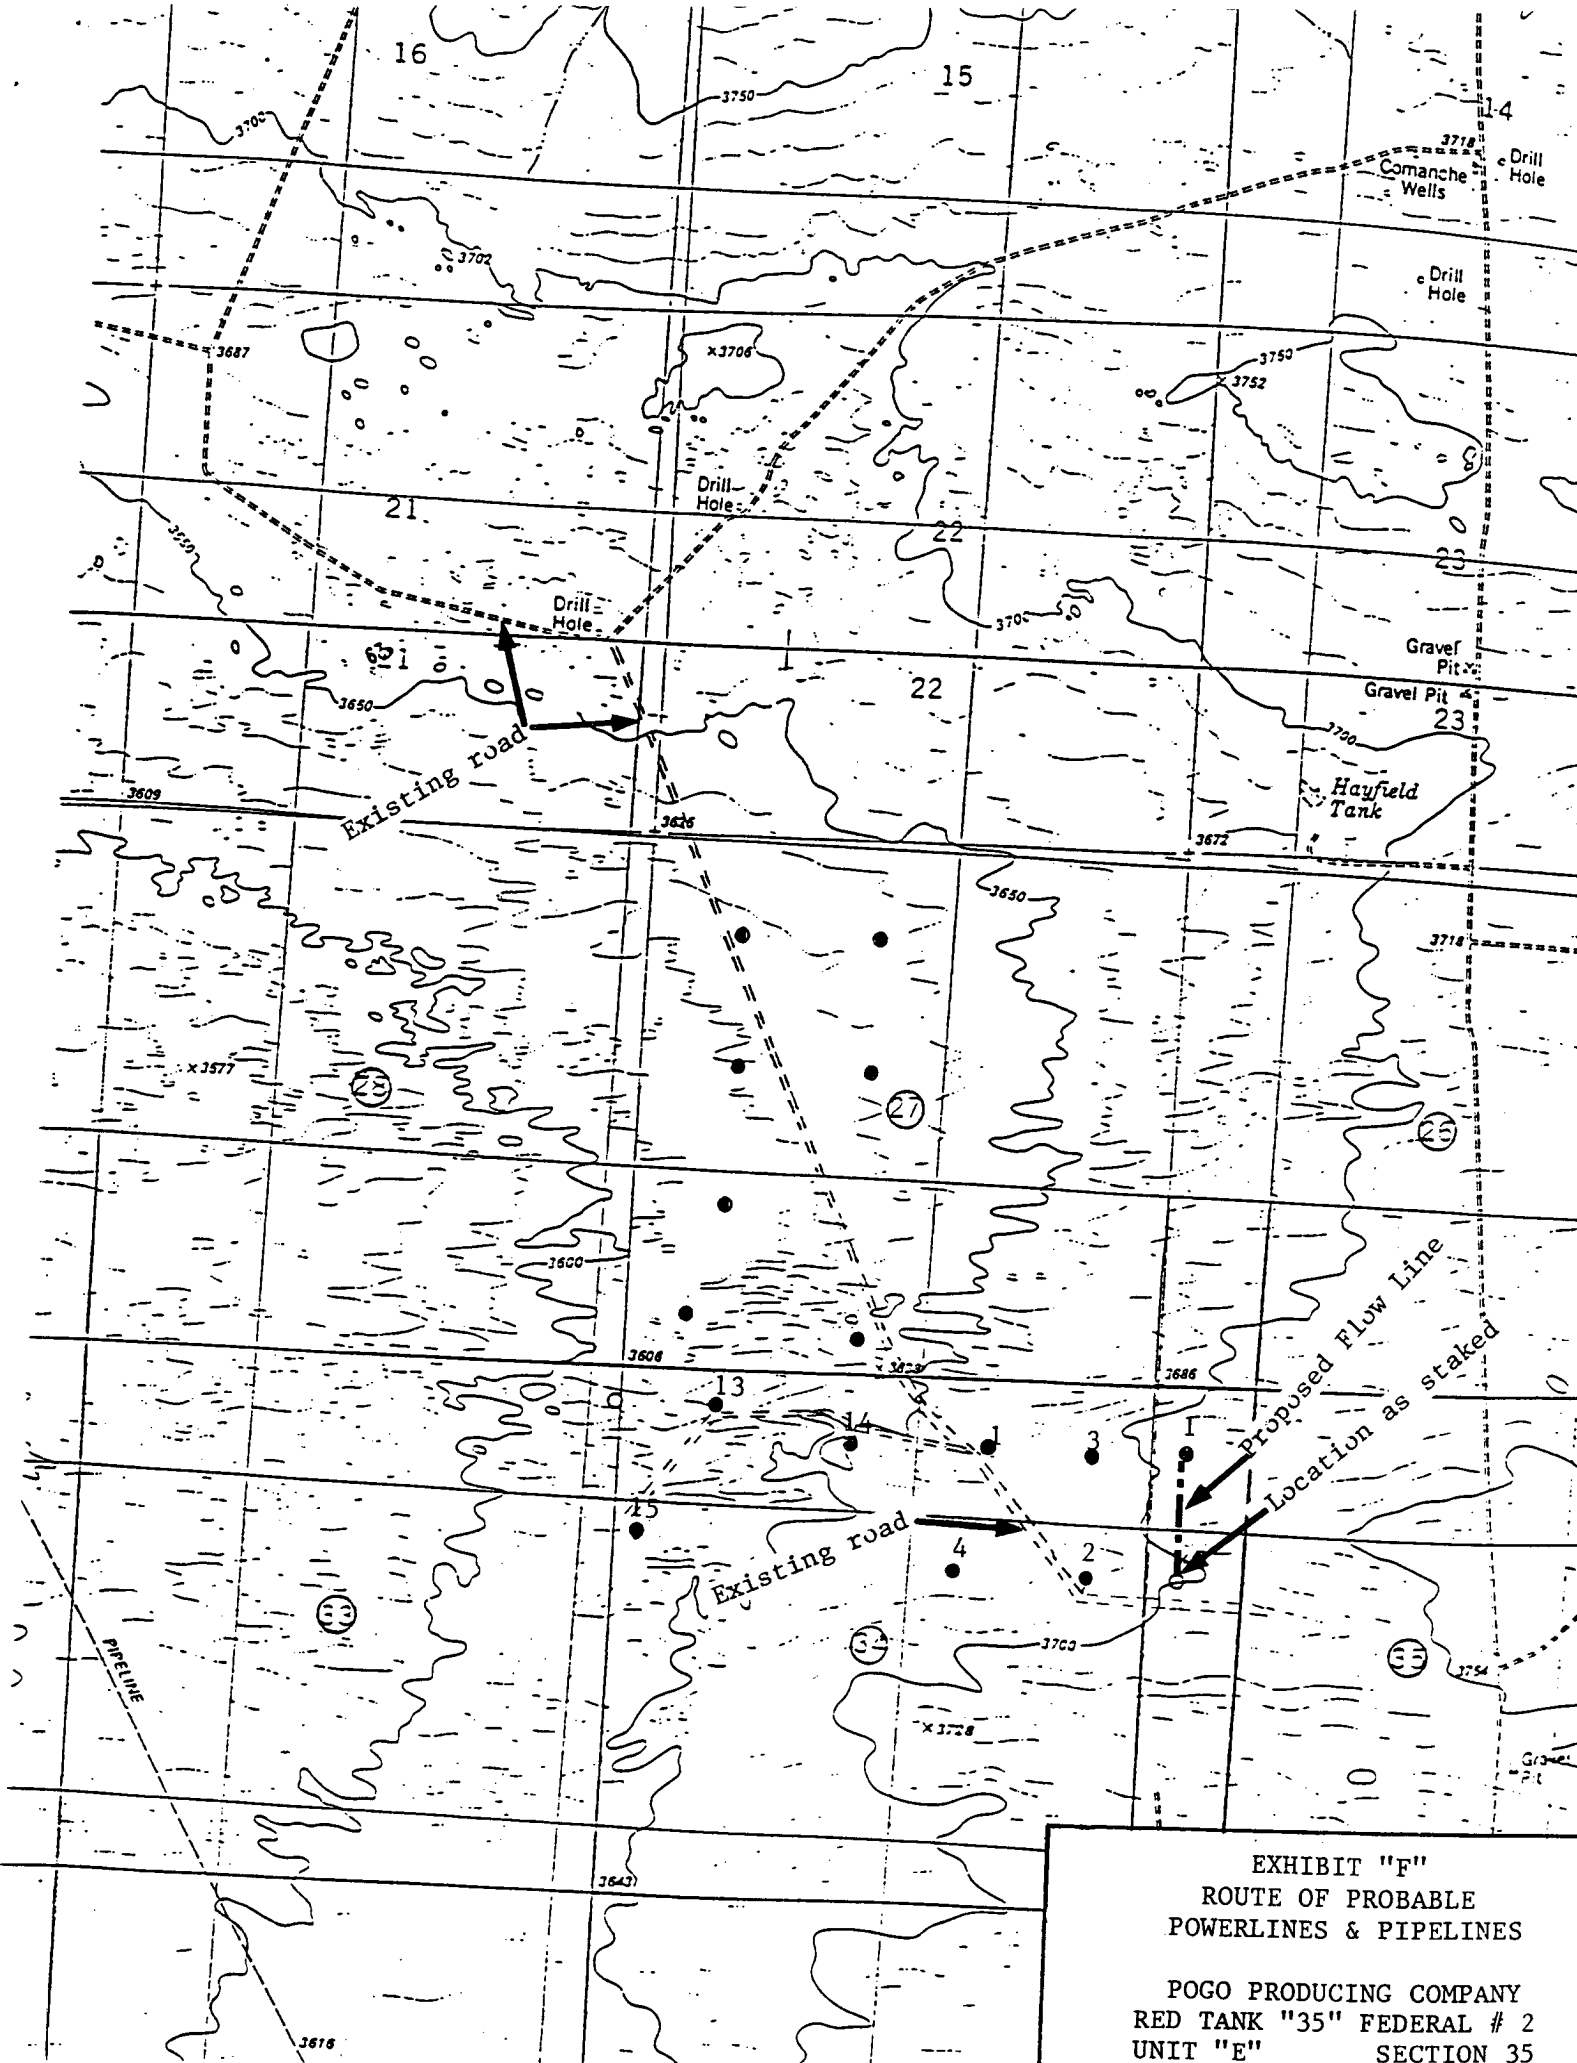 16
15
14
3750
3700
3718
Comanche
Wells
Drill
Hole
3702
Drill
Hole
3687
×3706
3750
3752
Drill
Hole
21
22
23
3650
Drill
Hole
3700
Gravel
Pit
Gravel Pit
22
23
3650
3700
Existing road
Hayfield
Tank
3609
3626
3672
3650
3718
×3577
28
27
26
3600
3606
3686
13
14
1
3
1
Proposed Flow Line
Location as staked
15
Existing road
4
2
33
34
3700
35
3754
PIPELINE
×3728
3643
3616
EXHIBIT "F"
ROUTE OF PROBABLE
POWERLINES & PIPELINES
POGO PRODUCING COMPANY
RED TANK "35" FEDERAL # 2
UNIT "E" SECTION 35